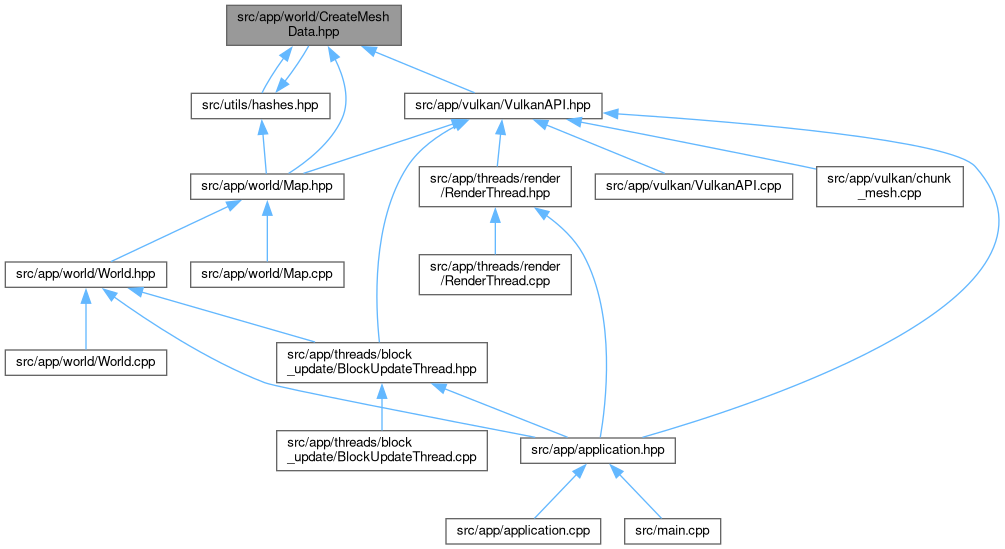 src/app/world/CreateMesh
Data.hpp
src/utils/hashes.hpp
src/app/vulkan/VulkanAPI.hpp
src/app/world/Map.hpp
src/app/threads/render
/RenderThread.hpp
src/app/vulkan/VulkanAPI.cpp
src/app/vulkan/chunk
_mesh.cpp
src/app/world/World.hpp
src/app/world/Map.cpp
src/app/threads/render
/RenderThread.cpp
src/app/world/World.cpp
src/app/threads/block
_update/BlockUpdateThread.hpp
src/app/threads/block
_update/BlockUpdateThread.cpp
src/app/application.hpp
src/app/application.cpp
src/main.cpp